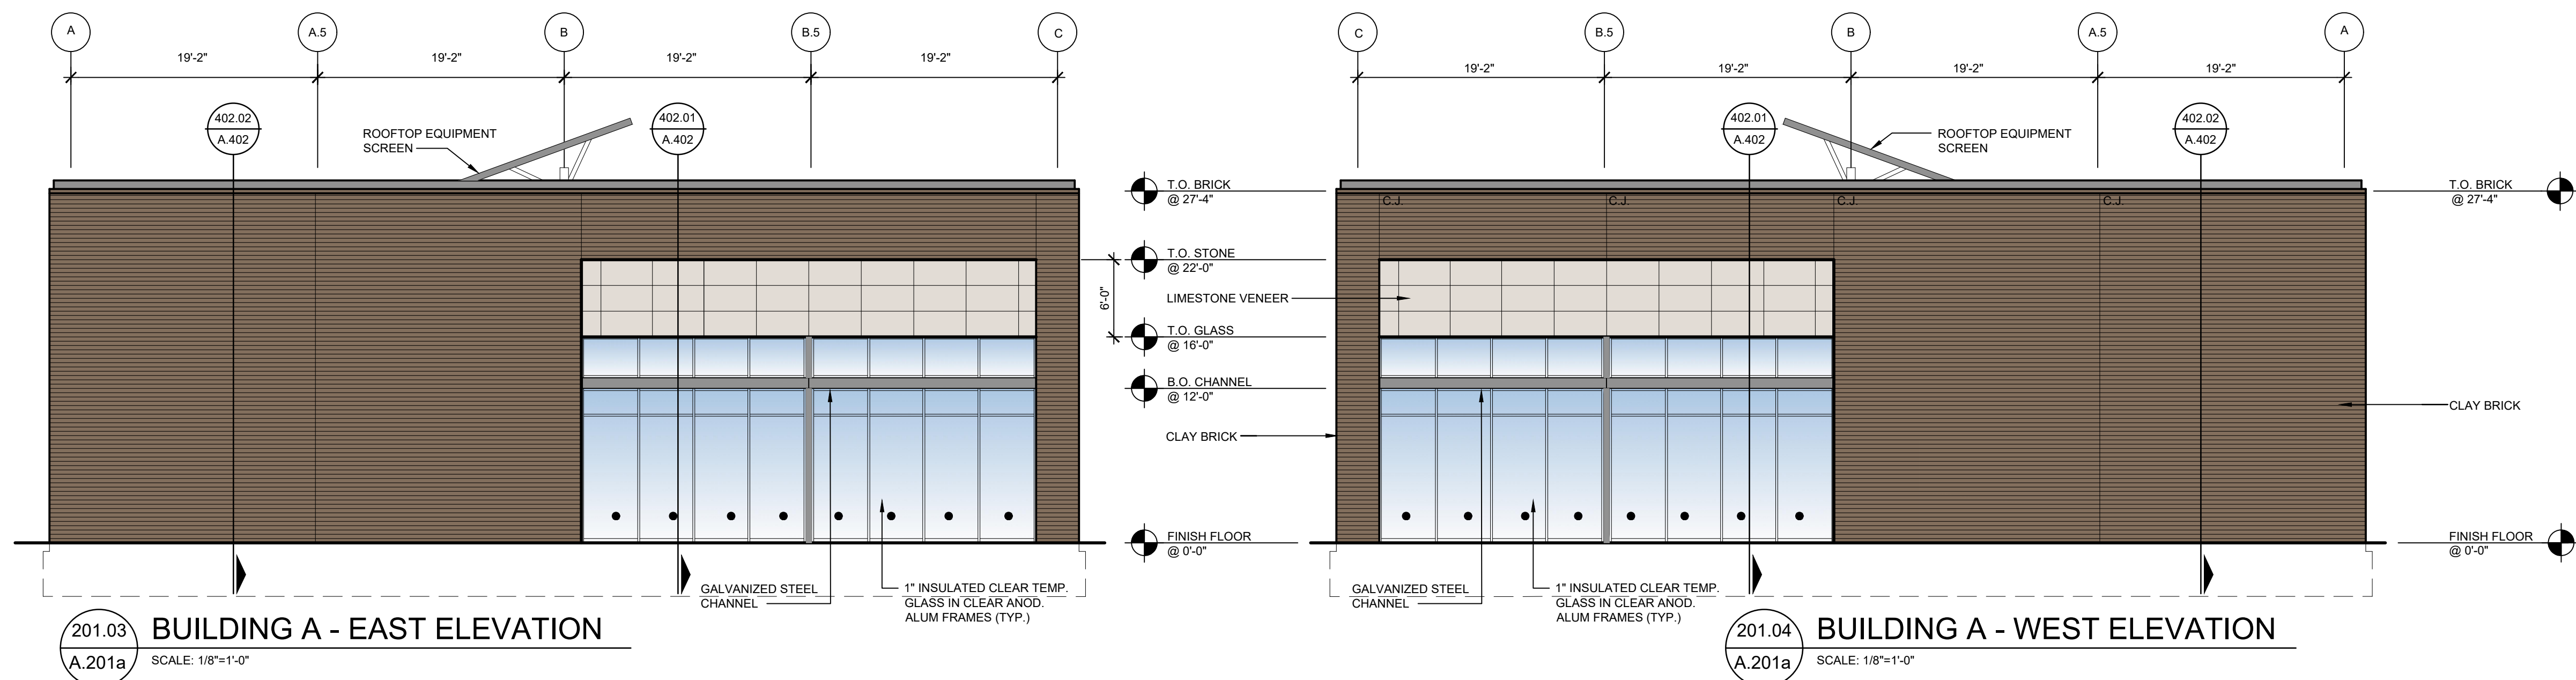 A
A.5
B
B.5
C
19'-2"
19'-2"
19'-2"
19'-2"
402.02
A.402
402.01
A.402
ROOFTOP EQUIPMENT
SCREEN
GALVANIZED STEEL
CHANNEL
1" INSULATED CLEAR TEMP.
GLASS IN CLEAR ANOD.
ALUM FRAMES (TYP.)
201.03
A.201a
BUILDING A - EAST ELEVATION
SCALE: 1/8"=1'-0"
6'-0"
T.O. BRICK
@ 27'-4"
T.O. STONE
@ 22'-0"
LIMESTONE VENEER
T.O. GLASS
@ 16'-0"
B.O. CHANNEL
@ 12'-0"
CLAY BRICK
FINISH FLOOR
@ 0'-0"
C
B.5
B
A.5
A
19'-2"
19'-2"
19'-2"
19'-2"
402.01
A.402
402.02
A.402
ROOFTOP EQUIPMENT
SCREEN
C.J.
C.J.
C.J.
C.J.
T.O. BRICK
@ 27'-4"
CLAY BRICK
FINISH FLOOR
@ 0'-0"
GALVANIZED STEEL
CHANNEL
1" INSULATED CLEAR TEMP.
GLASS IN CLEAR ANOD.
ALUM FRAMES (TYP.)
201.04
A.201a
BUILDING A - WEST ELEVATION
SCALE: 1/8"=1'-0"